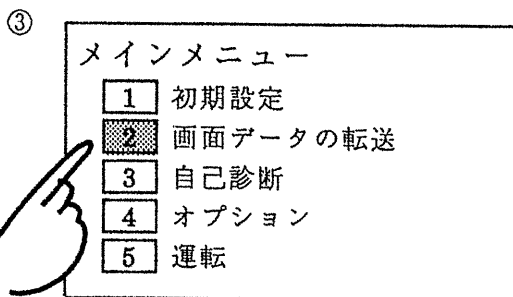 ③
メインメニュー
1 初期設定
2 画面データの転送
3 自己診断
4 オプション
5 運転